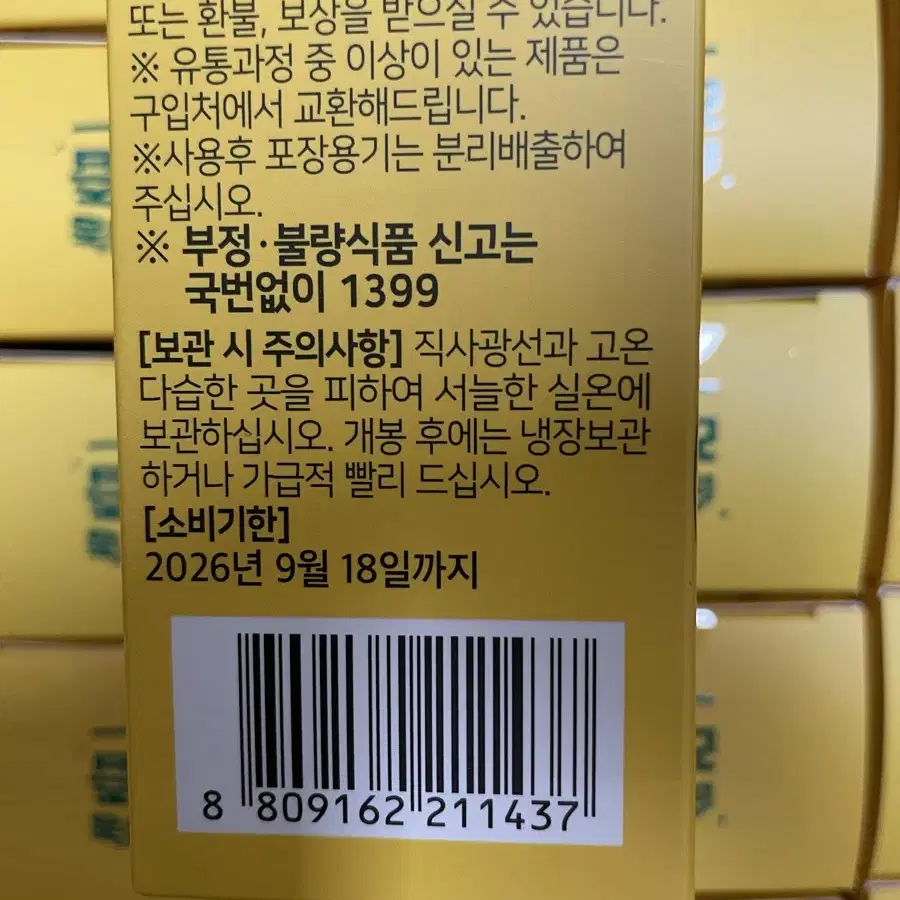 또는 환불, 보상을 받으실 수 있습니다.
※ 유통과정 중 이상이 있는 제품은
구입처에서 교환해드립니다.
※사용후 포장용기는 분리배출하여
주십시오.
※ 부정·불량식품 신고는
국번없이 1399
[보관 시 주의사항] 직사광선과 고온
다습한 곳을 피하여 서늘한 실온에
보관하십시오. 개봉 후에는 냉장보관
하거나 가급적 빨리 드십시오.
[소비기한]
2026년 9월 18일까지
8 809162 211437